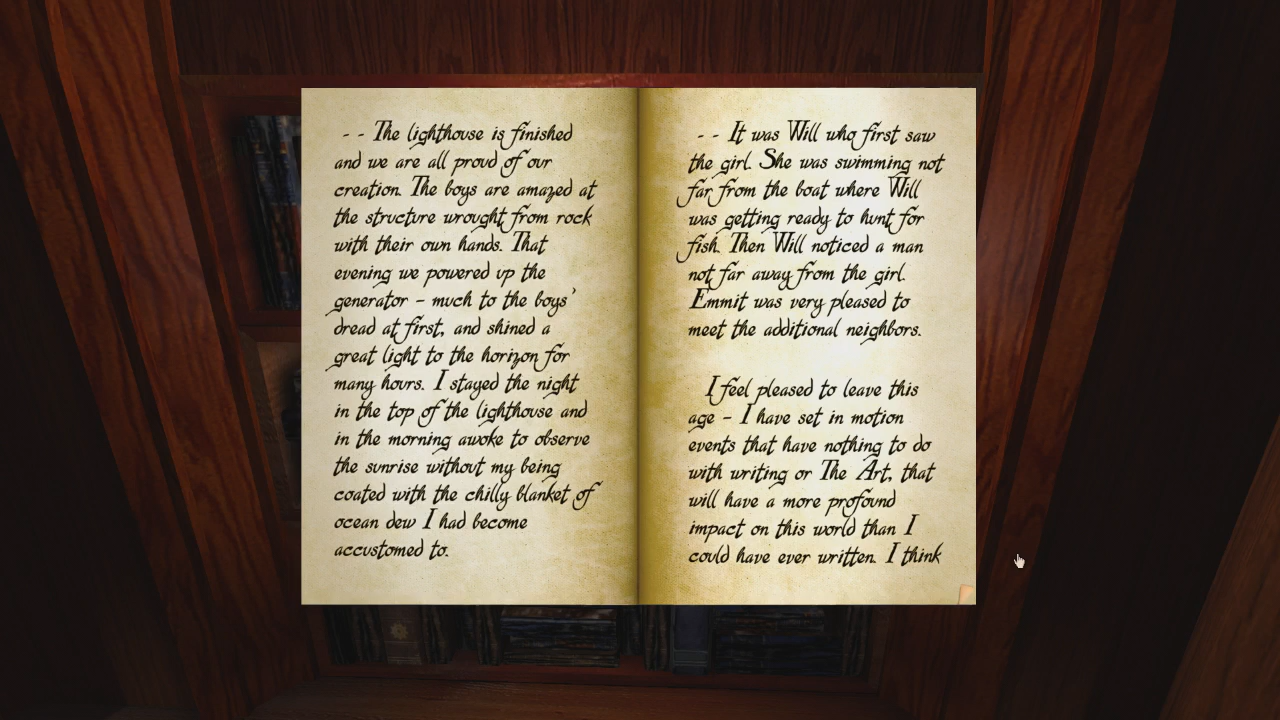 - - The lighthouse is finished
and we are all proud of our
creation. The boys are amazed at
the structure wrought from rock
with their own hands. That
evening we powered up the
generator - much to the boys'
dread at first, and shined a
great light to the horizon for
many hours. I stayed the night
in the top of the lighthouse and
in the morning awoke to observe
the sunrise without my being
coated with the chilly blanket of
ocean dew I had become
accustomed to.
- - It was Will who first saw
the girl. She was swimming not
far from the boat where Will
was getting ready to hunt for
fish. Then Will noticed a man
not far away from the girl.
Emmit was very pleased to
meet the additional neighbors.
I feel pleased to leave this
age - I have set in motion
events that have nothing to do
with writing or The Art, that
will have a more profound
impact on this world than I
could have ever written. I think